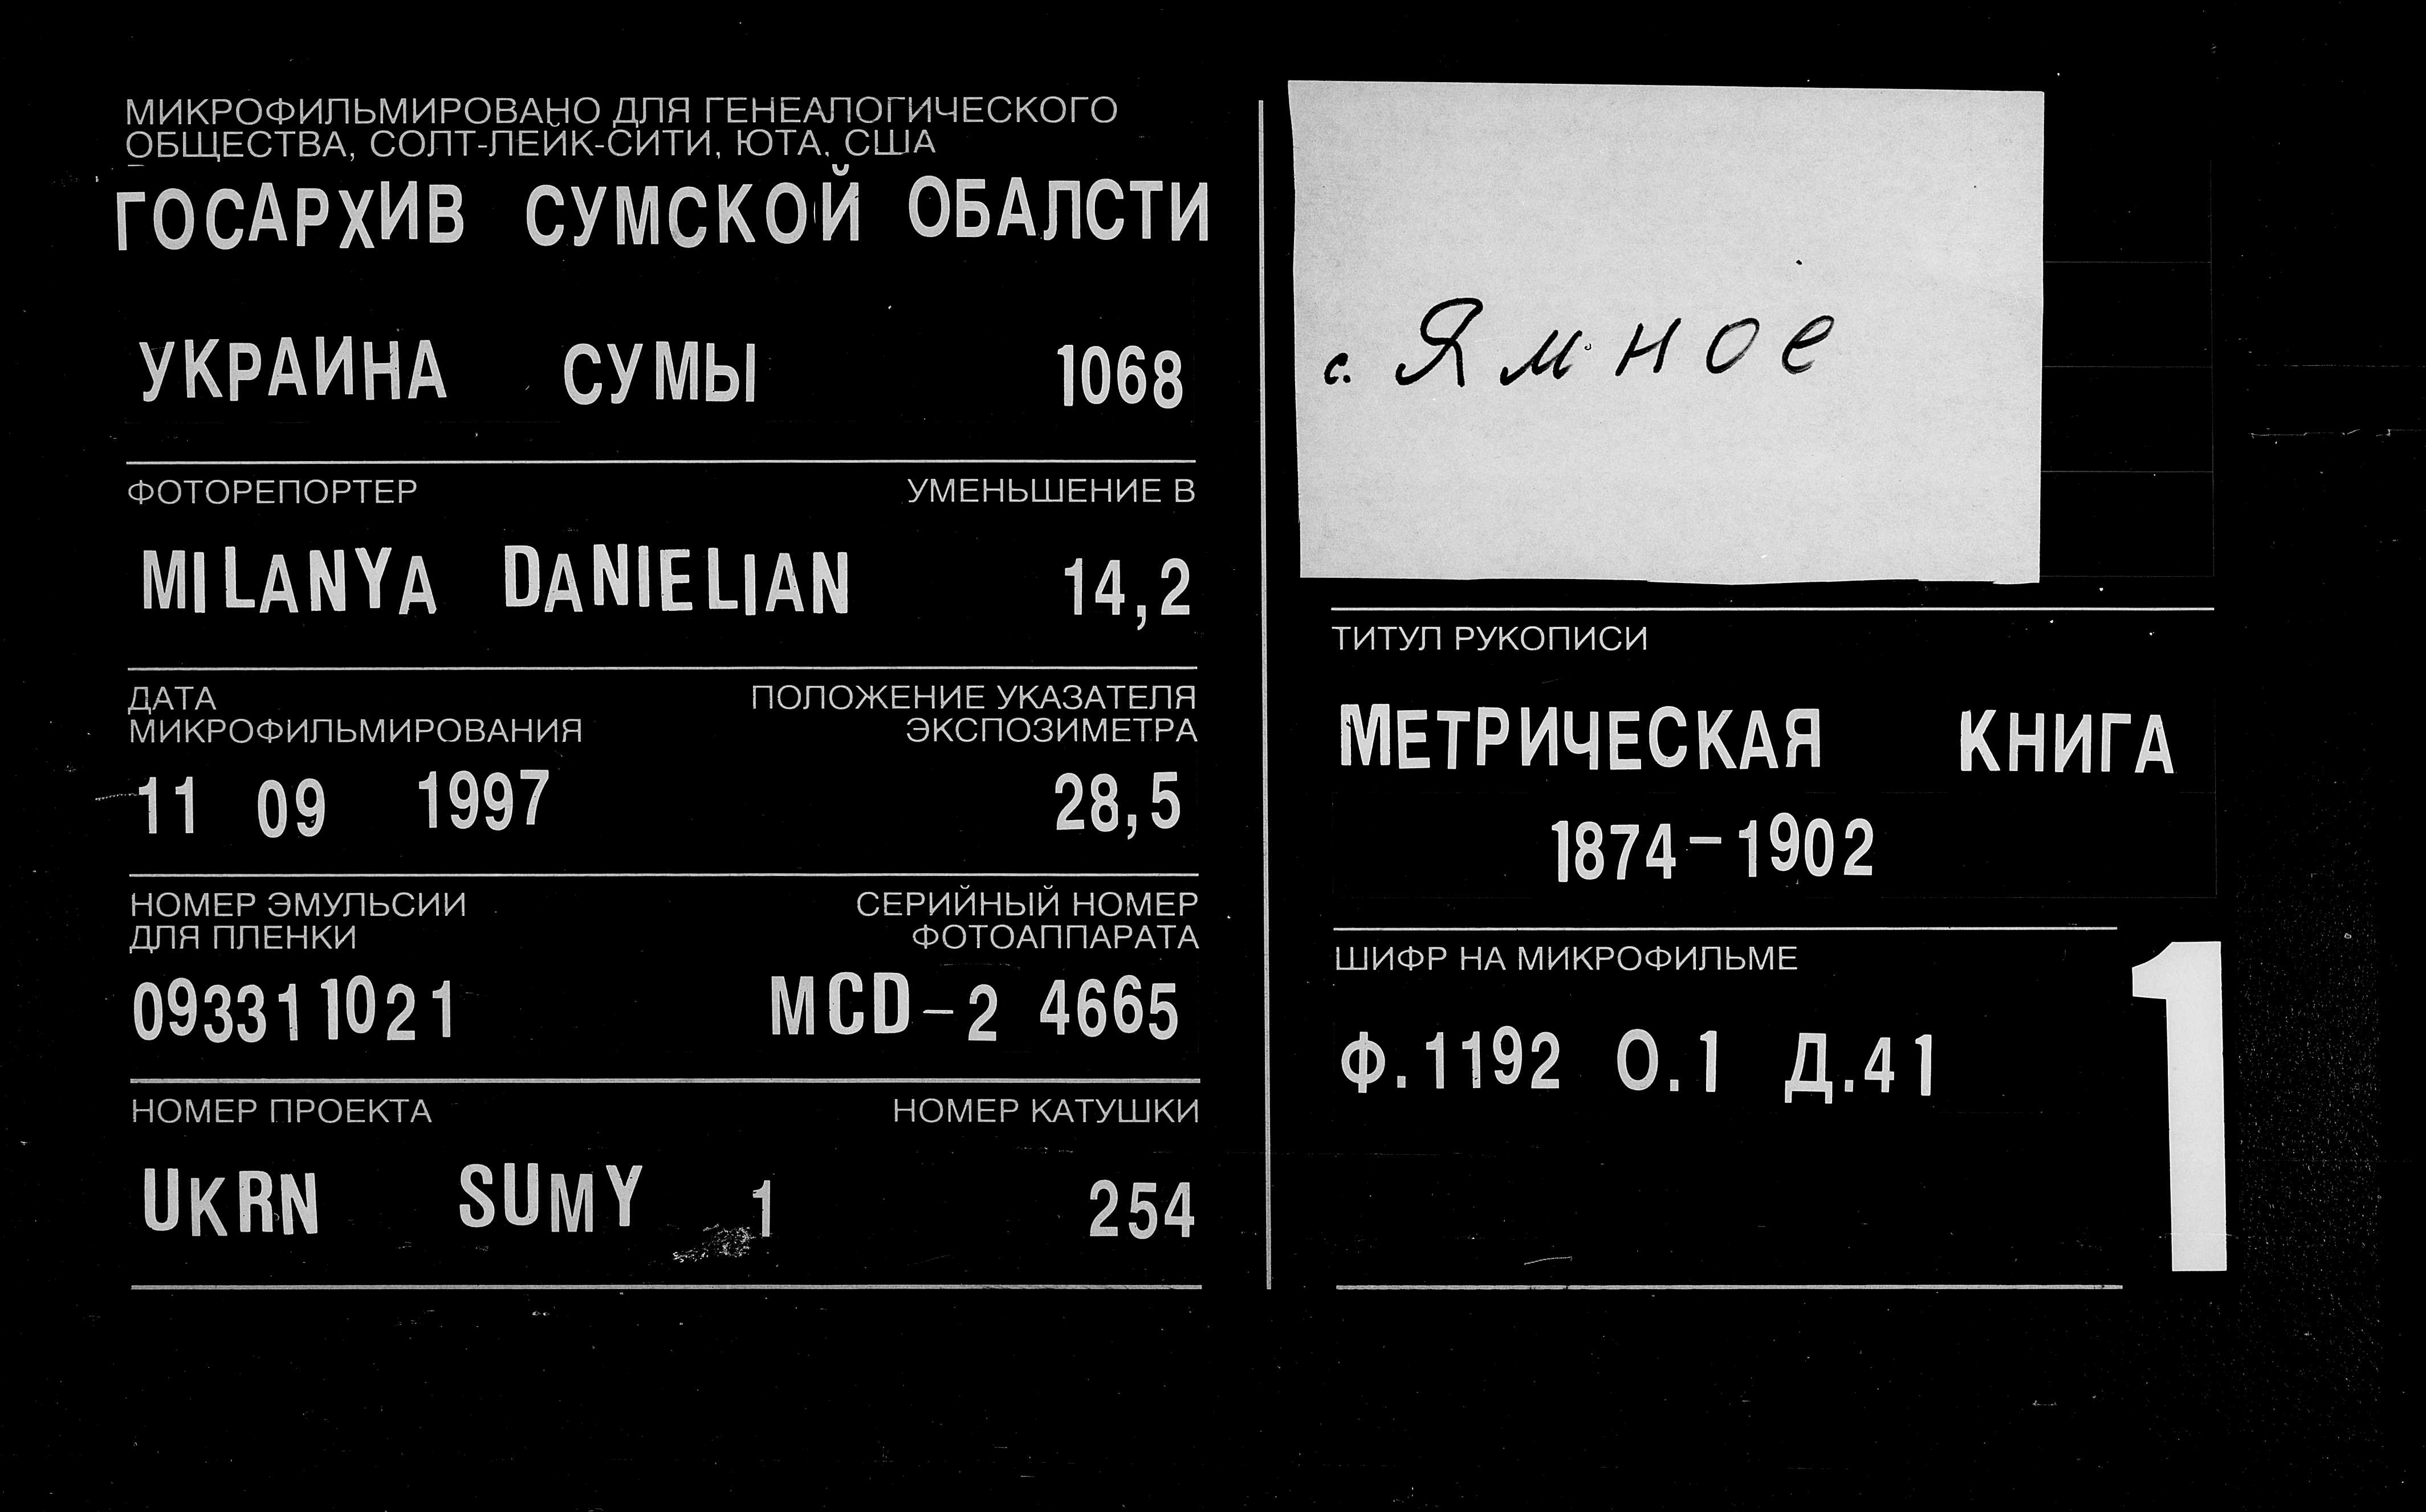 МИКРОФИЛЬМИРОВАНО ДЛЯ ГЕНЕАЛОГИЧЕСКОГО
ОБЩЕСТВА, СОЛТ-ЛЕЙК-СИТИ, ЮТА, США
ГОСАРХИВ СУМСКОЙ ОБАЛСТИ
УКРАИНА СУМЫ 1068
ФОТОРЕПОРТЕР УМЕНЬШЕНИЕ В
MILANYA DANIELIAN 14,2
ДАТА
МИКРОФИЛЬМИРОВАНИЯ
ПОЛОЖЕНИЕ УКАЗАТЕЛЯ
ЭКСПОЗИМЕТРА
11 09 1997 28,5
НОМЕР ЭМУЛЬСИИ
ДЛЯ ПЛЕНКИ
СЕРИЙНЫЙ НОМЕР
ФОТОАППАРАТА
093311021 MCD-2 4665
НОМЕР ПРОЕКТА НОМЕР КАТУШКИ
UKRN SUMY 1 254
с. Ямное
ТИТУЛ РУКОПИСИ
МЕТРИЧЕСКАЯ КНИГА
1874-1902
ШИФР НА МИКРОФИЛЬМЕ
Ф.1192 О.1 Д.41
1